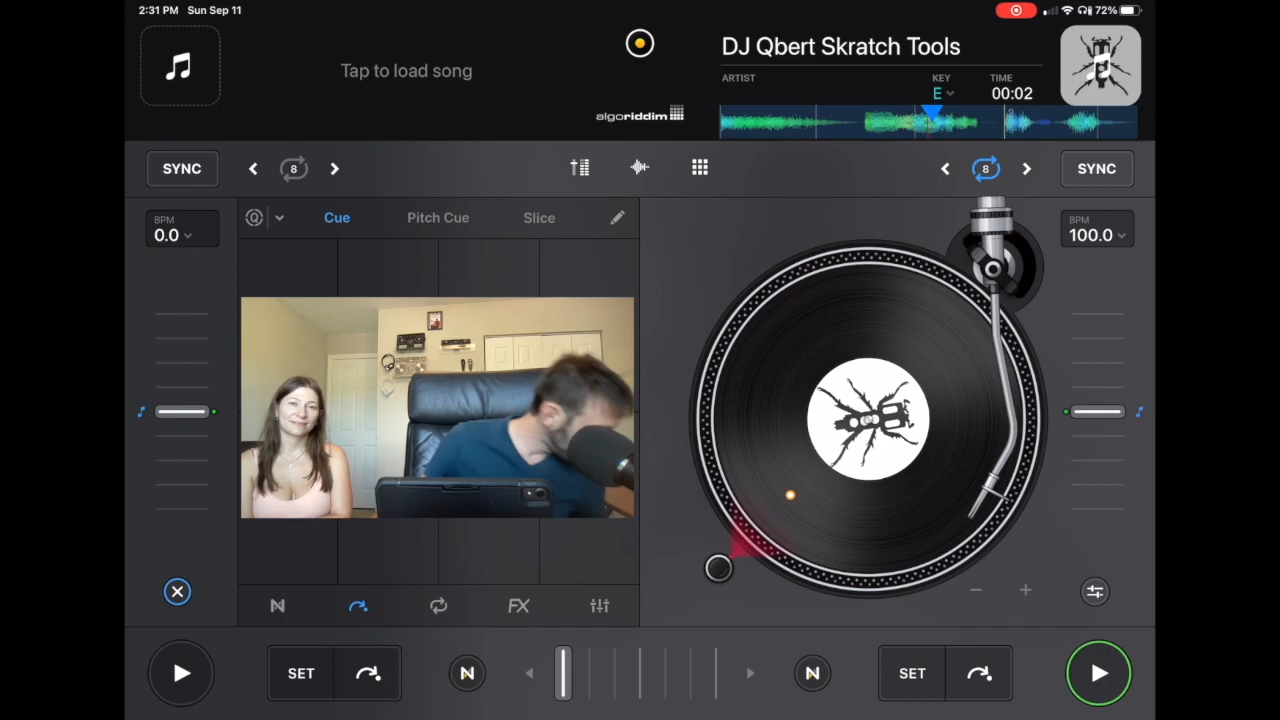 2:31 PM Sun Sep 11
72%
Tap to load song
algoriddim
DJ Qbert Skratch Tools
ARTIST
KEY
TIME
E
00:02
2
SYNC
8
8
SYNC
BPM
0.0
Cue
Pitch Cue
Slice
BPM
100.0
FX
SET
SET